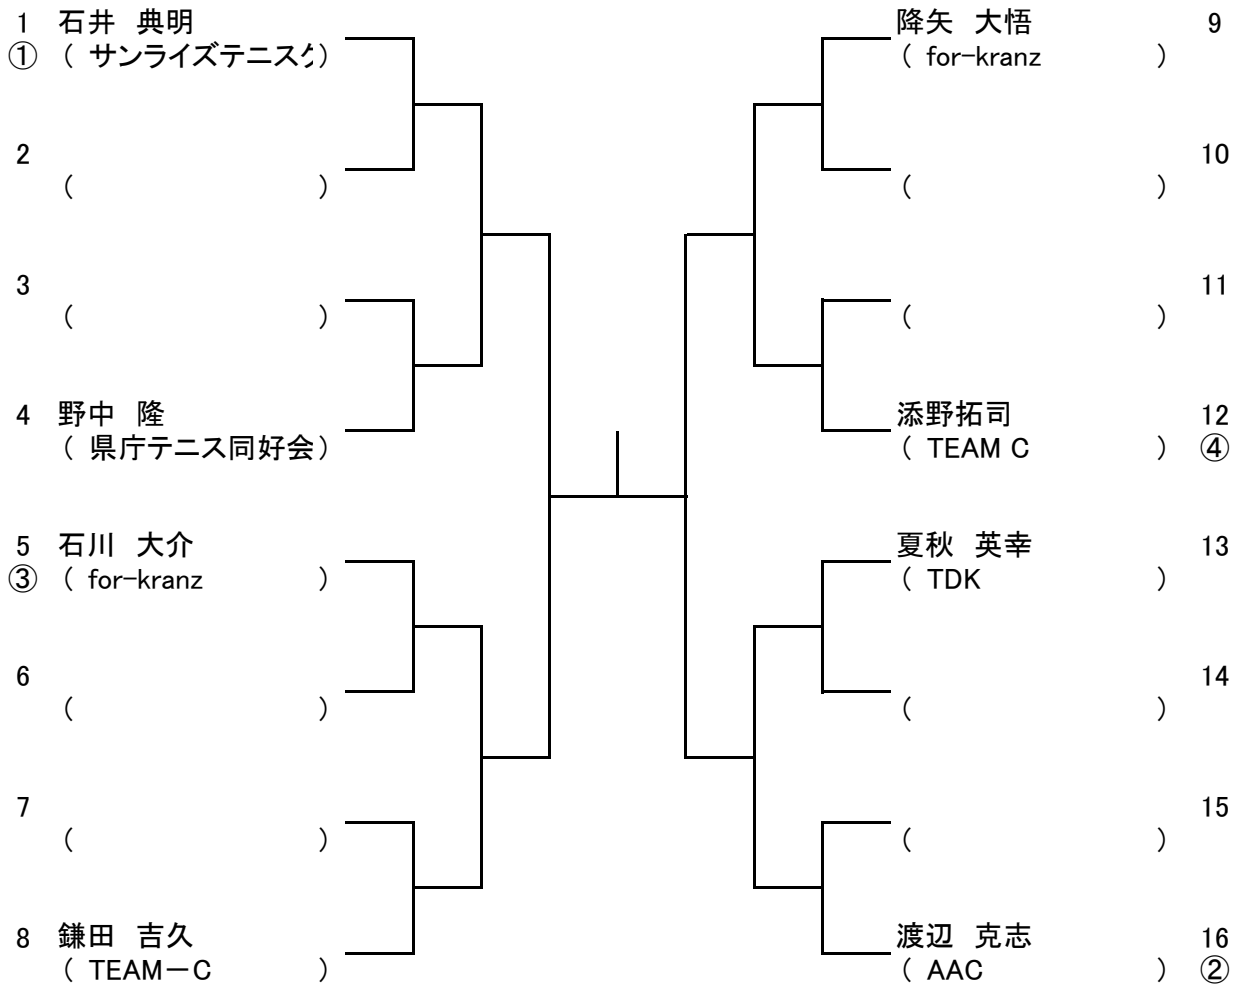 1 石井　典明
① （ サンライズテニスク）
2
（ ）
3
（ ）
4 野中　隆
（ 県庁テニス同好会）
5 石川　大介
③ （ for-kranz ）
6
（ ）
7
（ ）
8 鎌田　吉久
（ TEAM－C ）
降矢　大悟 9
（ for-kranz ）
10
（ ）
11
（ ）
添野拓司 12
（ TEAM C ） ④
夏秋　英幸 13
（ TDK ）
14
（ ）
15
（ ）
渡辺　克志 16
（ AAC ） ②